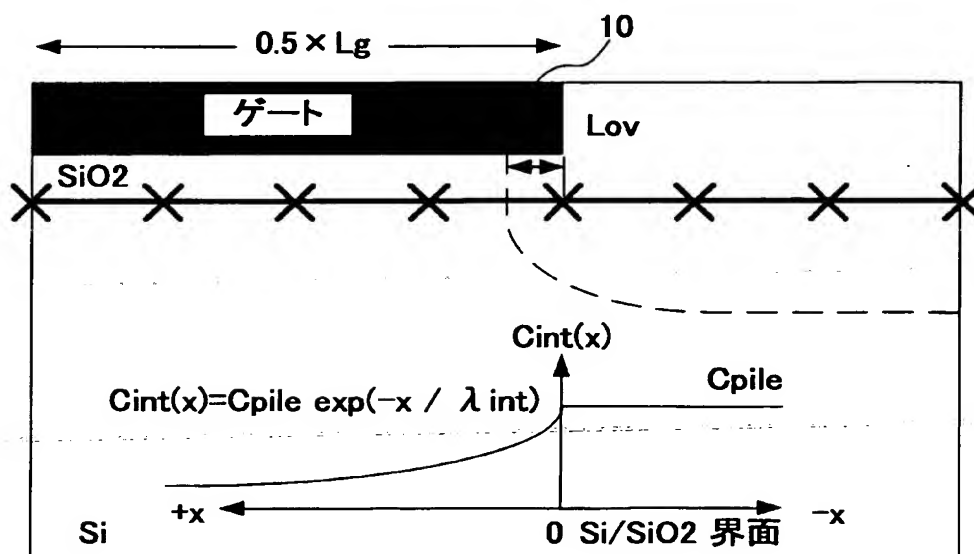 0.5 × Lg
10
ゲート
Lov
SiO2
Cint(x)
Cpile
Cint(x)=Cpile exp(-x / λ int)
+x
-x
Si
0 Si/SiO2 界面